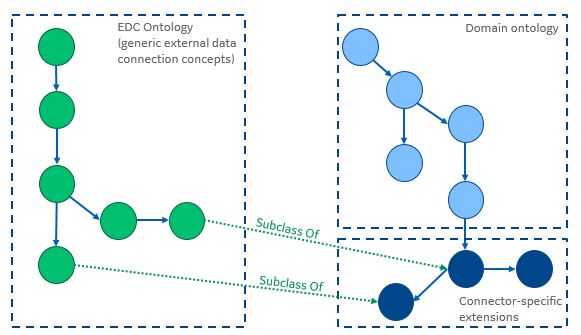 EDC Ontology
(generic external data
connection concepts)
Domain ontology
Subclass Of
Subclass Of
Connector-specific
extensions